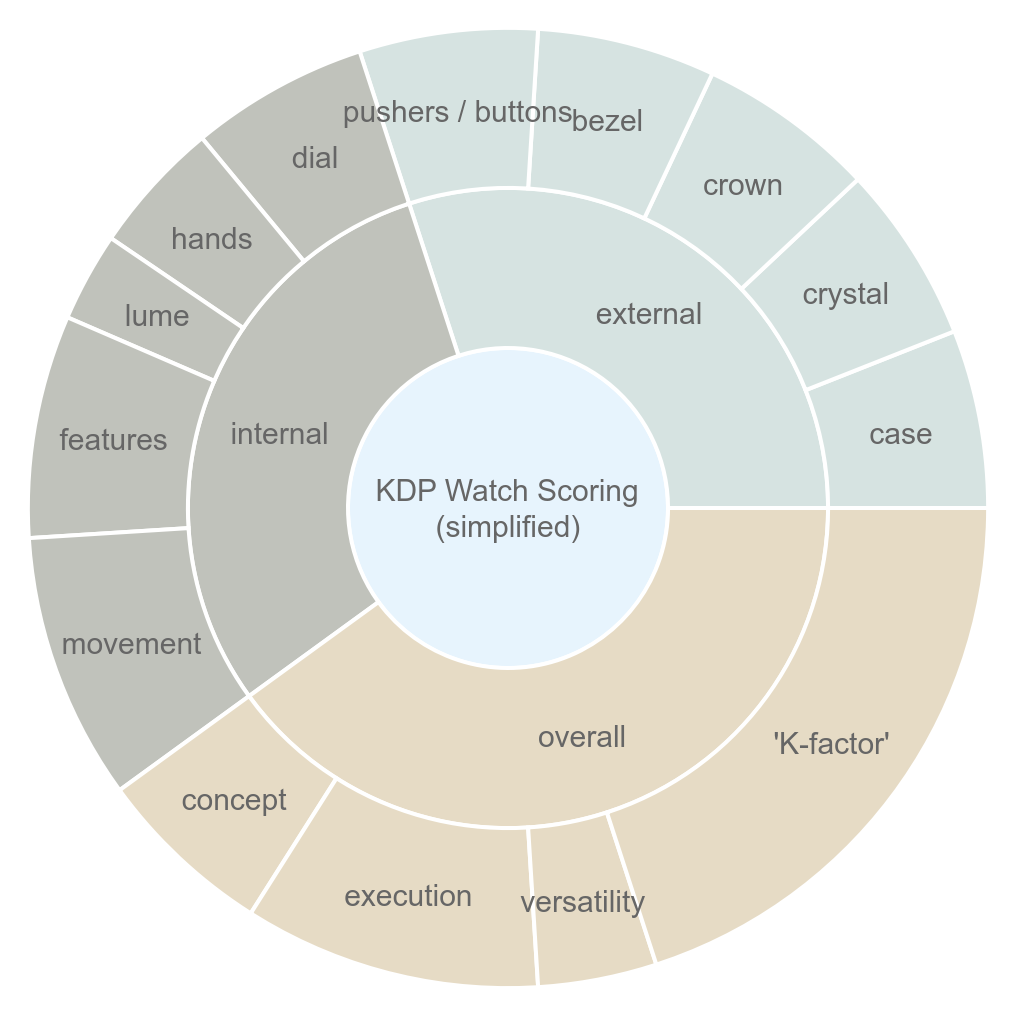 pushers / buttons
bezel
dial
crown
hands
crystal
lume
external
features
internal
case
KDP Watch Scoring
(simplified)
movement
overall
'K-factor'
concept
execution
versatility